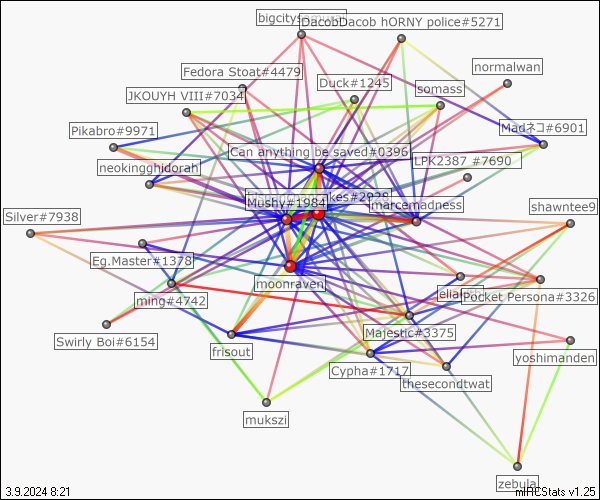 bigcitysamurai
DacobDacob hORNY police#5271
normalwan
Fedora Stoat#4479
Duck#1245
somass
JKOUYH VIII#7034
Pikabro#9971
Madネコ#6901
Can anything be saved#0396
neokingghidorah
LPK2387 #7690
kes#2928
Mushy#1984
marcemadness
shawntee9
Silver#7938
Eg.Master#1378
moonraven
elia
Pocket Persona#3326
ming#4742
Majestic#3375
Swirly Boi#6154
frisout
yoshimanden
Cypha#1717
thesecondtwat
mukszi
zebula
3.9.2024 8:21
mIRCStats v1.25